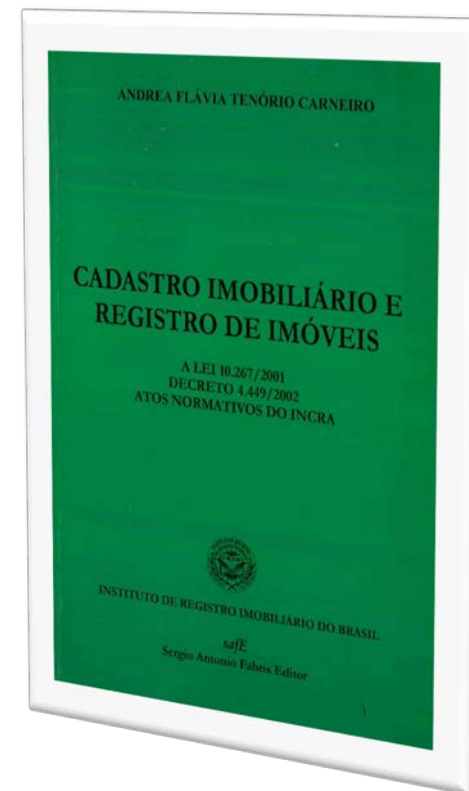 ANDREA FLÁVIA TENÓRIO CARNEIRO
CADASTRO IMOBILIÁRIO E
REGISTRO DE IMÓVEIS
A LEI 10.267/2001
DECRETO 4.449/2002
ATOS NORMATIVOS DO INCRA
INSTITUTO DE REGISTRO IMOBILIÁRIO DO BRASIL
safE
Sergio Antonio Fabris Editor